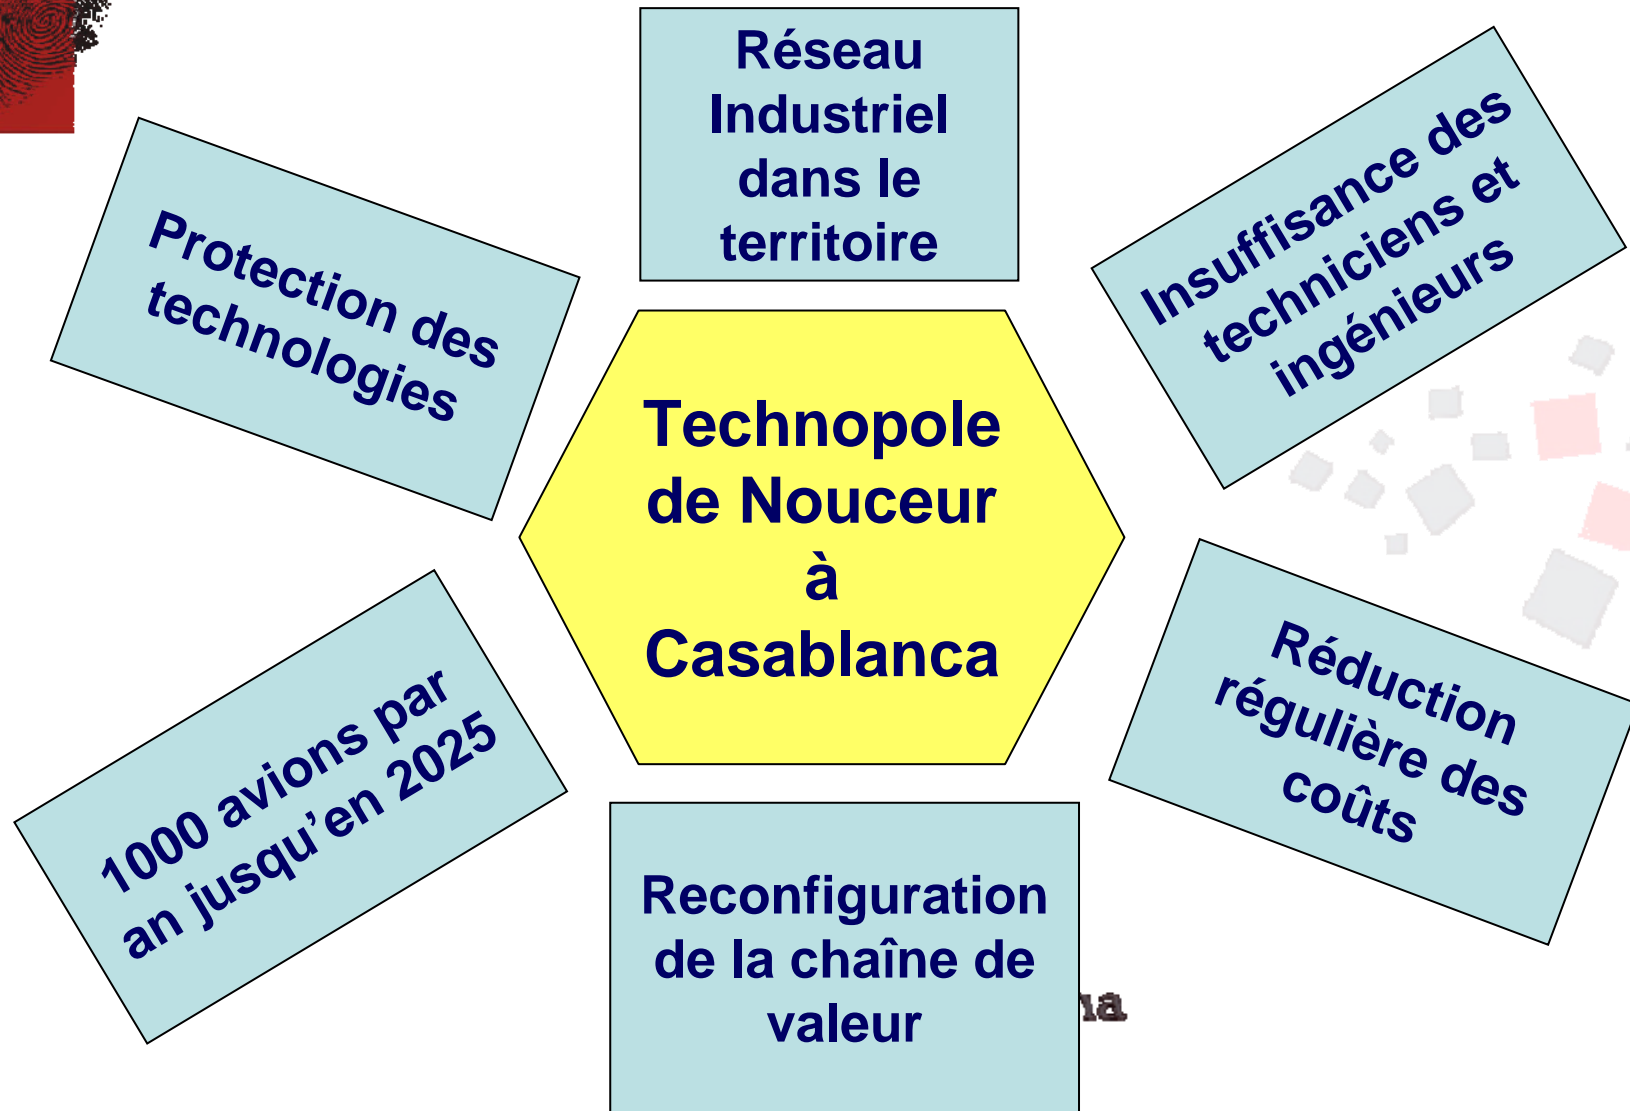 Réseau
Industriel
dans le
territoire
Protection des
technologies
Insuffisance des
techniciens et
ingénieurs
Technopole
de Nouceur
à
Casablanca
1000 avions par
an jusqu’en 2025
Réduction
régulière des
coûts
Reconfiguration
de la chaîne de
valeur